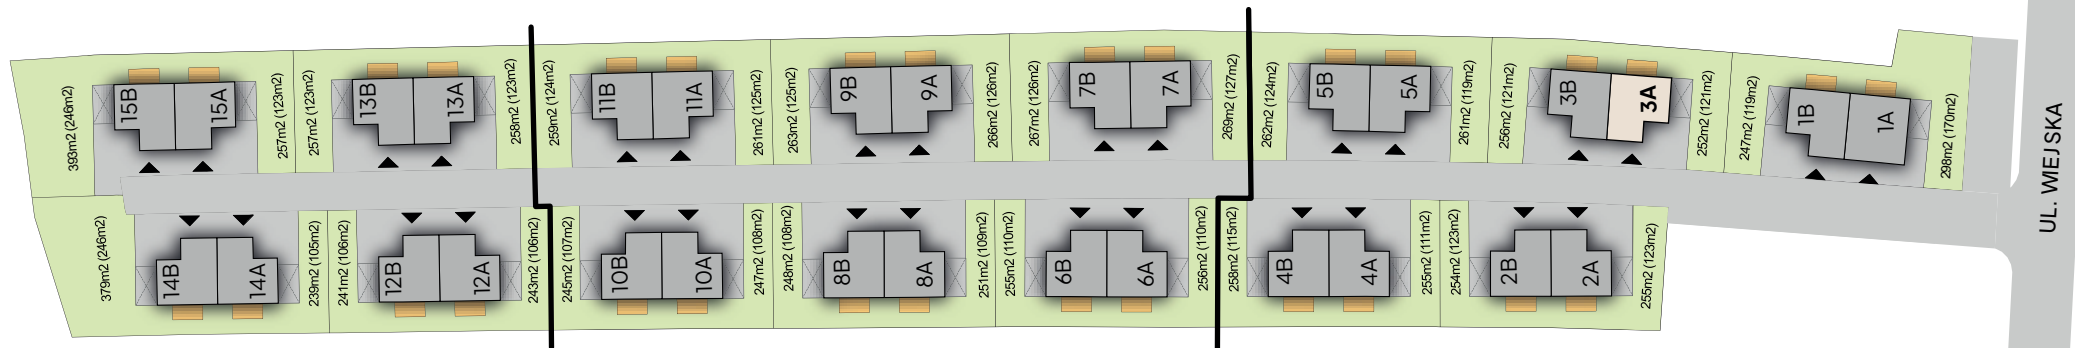 393m2 (246m2)
15B
15A
257m2 (123m2)
257m2 (123m2)
13B
13A
258m2 (123m2)
259m2 (124m2)
11B
11A
261m2 (125m2)
263m2 (125m2)
9B
9A
266m2 (126m2)
267m2 (126m2)
7B
7A
269m2 (127m2)
262m2 (124m2)
5B
5A
261m2 (119m2)
256m2 (121m2)
3B
3A
252m2 (121m2)
247m2 (119m2)
1B
1A
298m2 (170m2)
UL. WIEJSKA
379m2 (246m2)
14B
14A
239m2 (105m2)
241m2 (106m2)
12B
12A
243m2 (106m2)
245m2 (107m2)
10B
10A
247m2 (108m2)
248m2 (108m2)
8B
8A
251m2 (109m2)
255m2 (110m2)
6B
6A
256m2 (110m2)
258m2 (115m2)
4B
4A
255m2 (111m2)
254m2 (123m2)
2B
2A
255m2 (123m2)